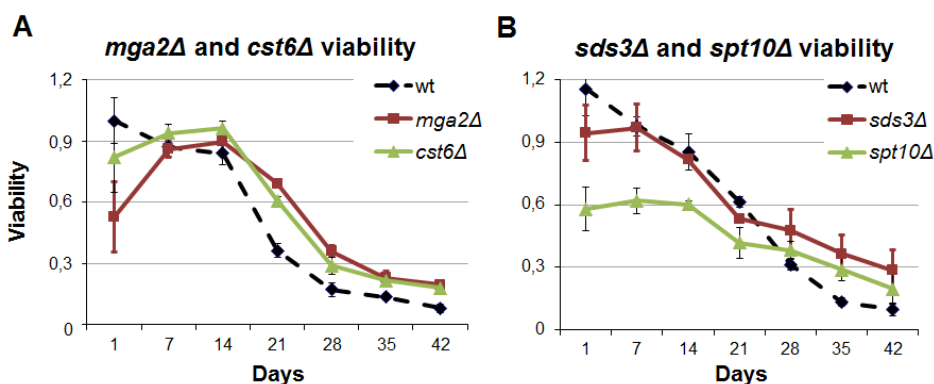 A
mga2Δ and cst6Δ viability
wt
mga2Δ
cst6Δ
Viability
1,2
0,9
0,6
0,3
0
1 7 14 21 28 35 42
Days
B
sds3Δ and spt10Δ viability
wt
sds3Δ
spt10Δ
1,2
0,9
0,6
0,3
0
1 7 14 21 28 35 42
Days